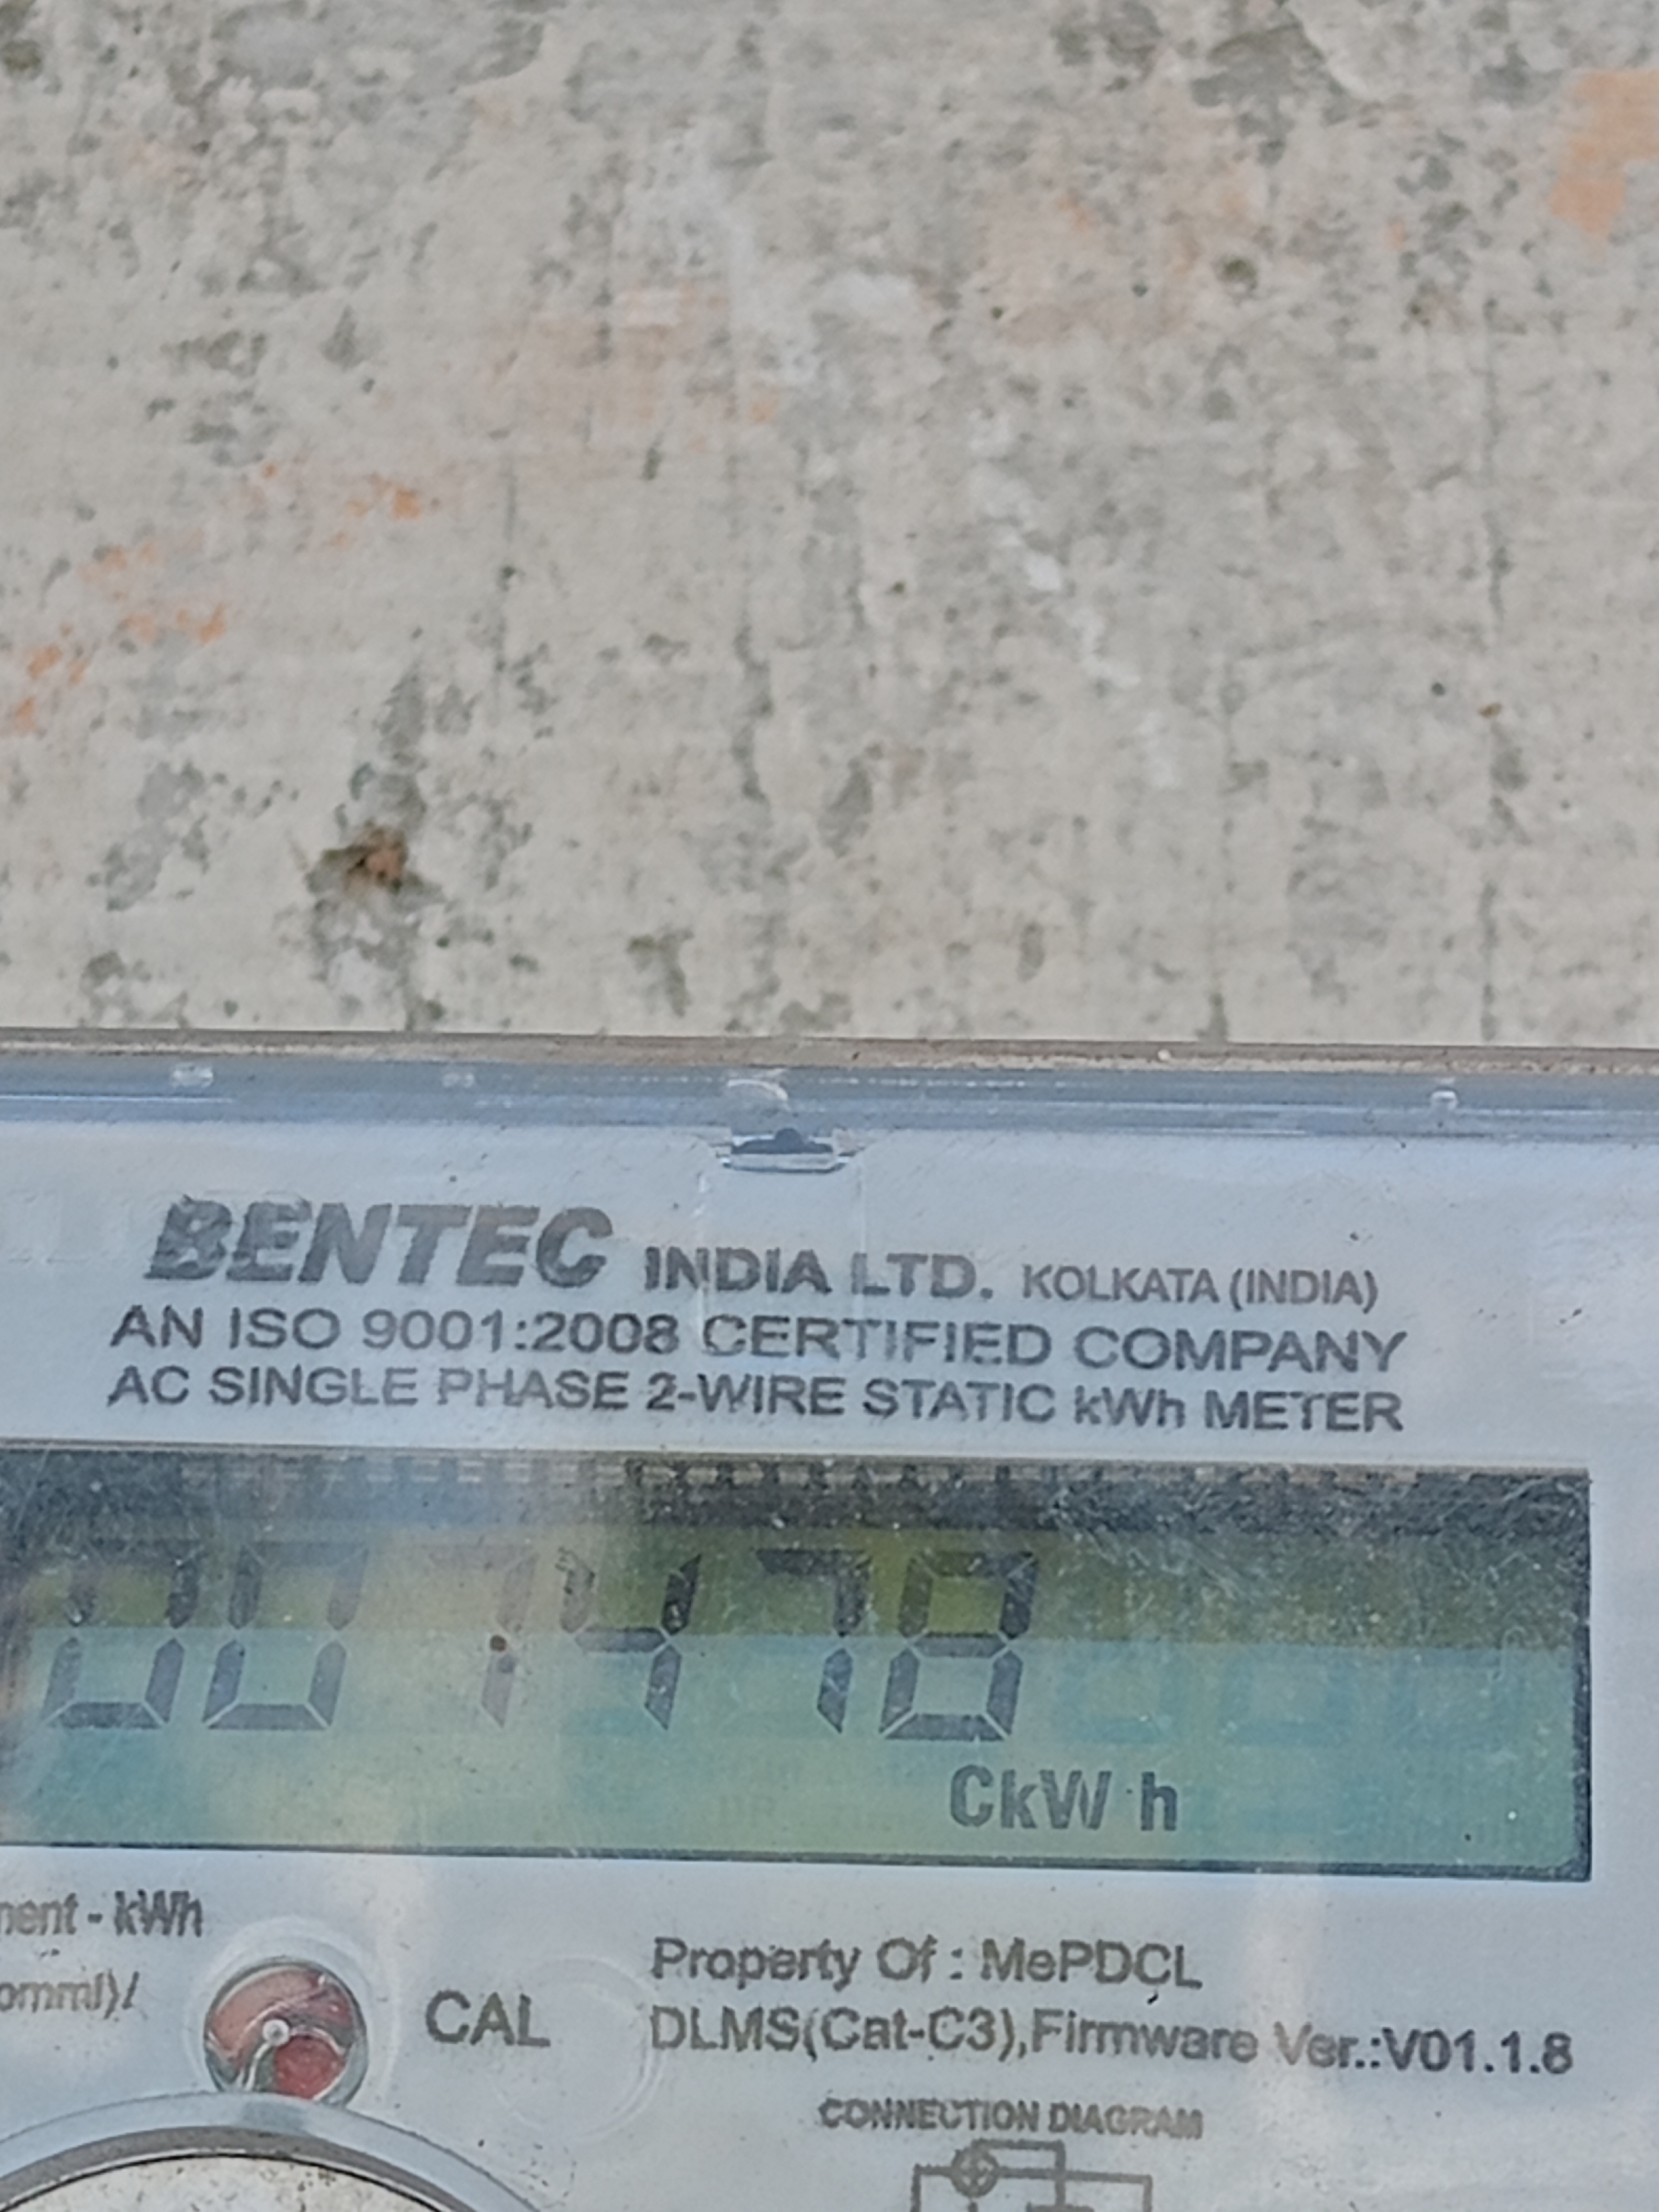 BENTEC INDIA LTD. KOLKATA (INDIA)
AN ISO 9001:2008 CERTIFIED COMPANY
AC SINGLE PHASE 2-WIRE STATIC kWh METER
007478
CkW h
- kWh
CAL
Property Of : MePDCL
DLMS(Cat-C3),Firmware Ver.:V01.1.8
CONNECTION DIAGRAM